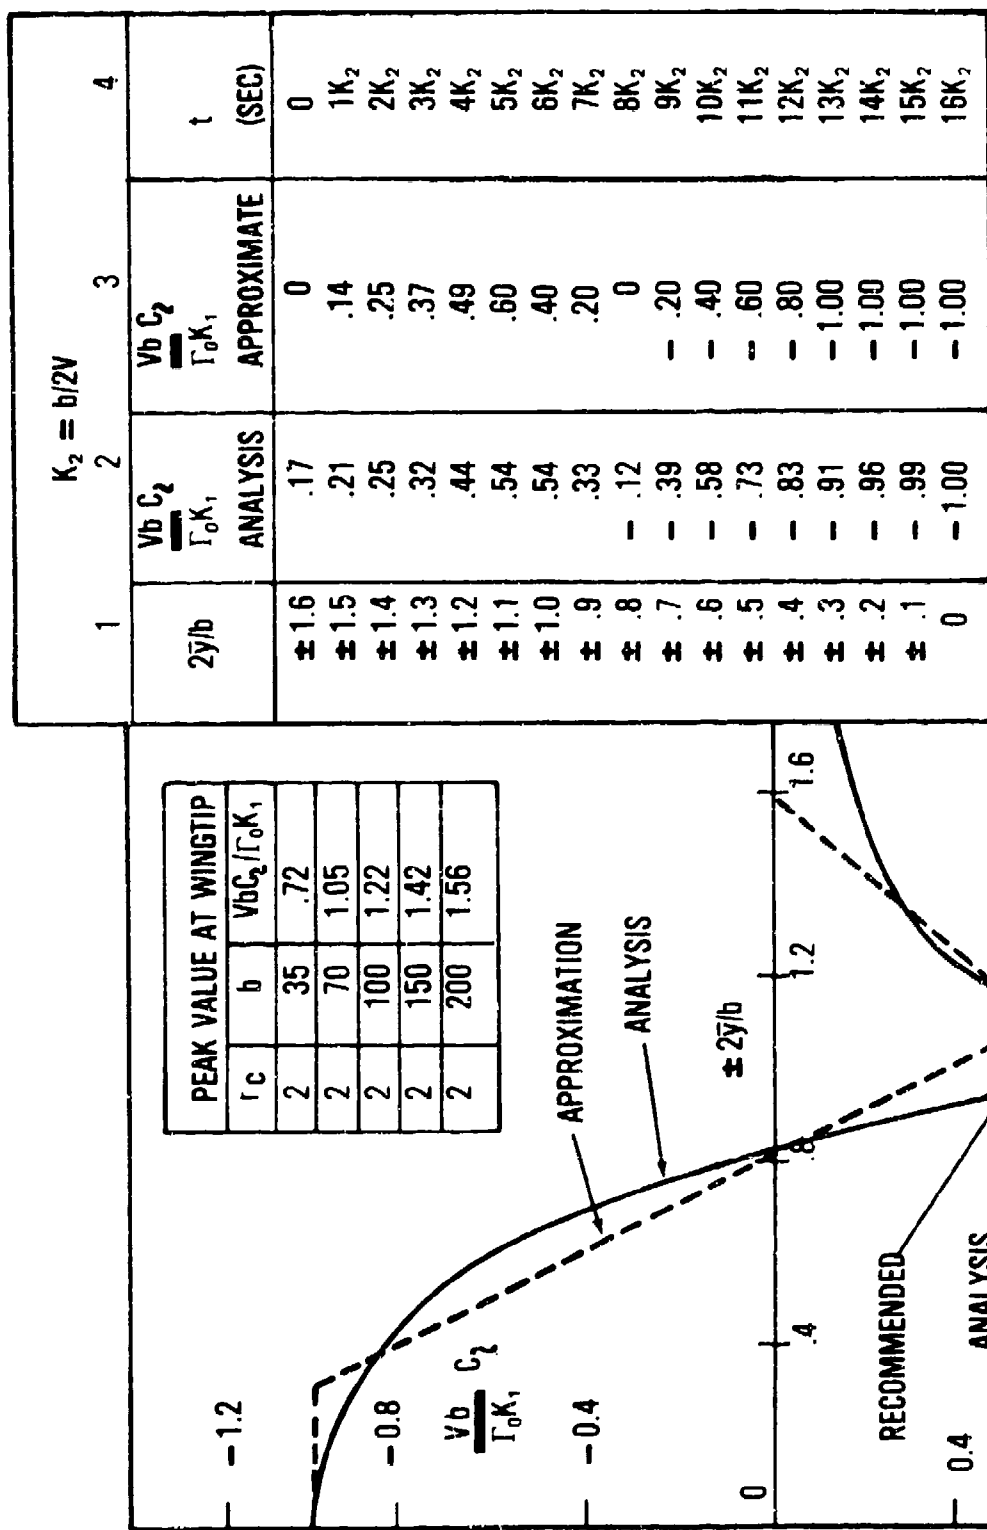 K₂ = b/2V
1 2 3 4
2ȳ/b Vb C_ℓ / Γ₀K₁ ANALYSIS Vb C_ℓ / Γ₀K₁ APPROXIMATE t (SEC)
± 1.6 .17 0 0
± 1.5 .21 .14 1K₂
± 1.4 .25 .25 2K₂
± 1.3 .32 .37 3K₂
± 1.2 .44 .49 4K₂
± 1.1 .54 .60 5K₂
± 1.0 .54 .40 6K₂
± .9 .33 .20 7K₂
± .8 – .12 0 8K₂
± .7 – .39 – .20 9K₂
± .6 – .58 – .40 10K₂
± .5 – .73 – .60 11K₂
± .4 – .83 – .80 12K₂
± .3 – .91 – 1.00 13K₂
± .2 – .96 – 1.00 14K₂
± .1 – .99 – 1.00 15K₂
0 – 1.00 – 1.00 16K₂
PEAK VALUE AT WINGTIP
rc b VbC_ℓ/Γ₀K₁
2 35 .72
2 70 1.05
2 100 1.22
2 150 1.42
2 200 1.56
– 1.2
– 0.8
Vb C_ℓ / Γ₀K₁
– 0.4
0
0.4
.4
.8
1.2
1.6
± 2ȳ/b
APPROXIMATION
ANALYSIS
RECOMMENDED
ANALYSIS